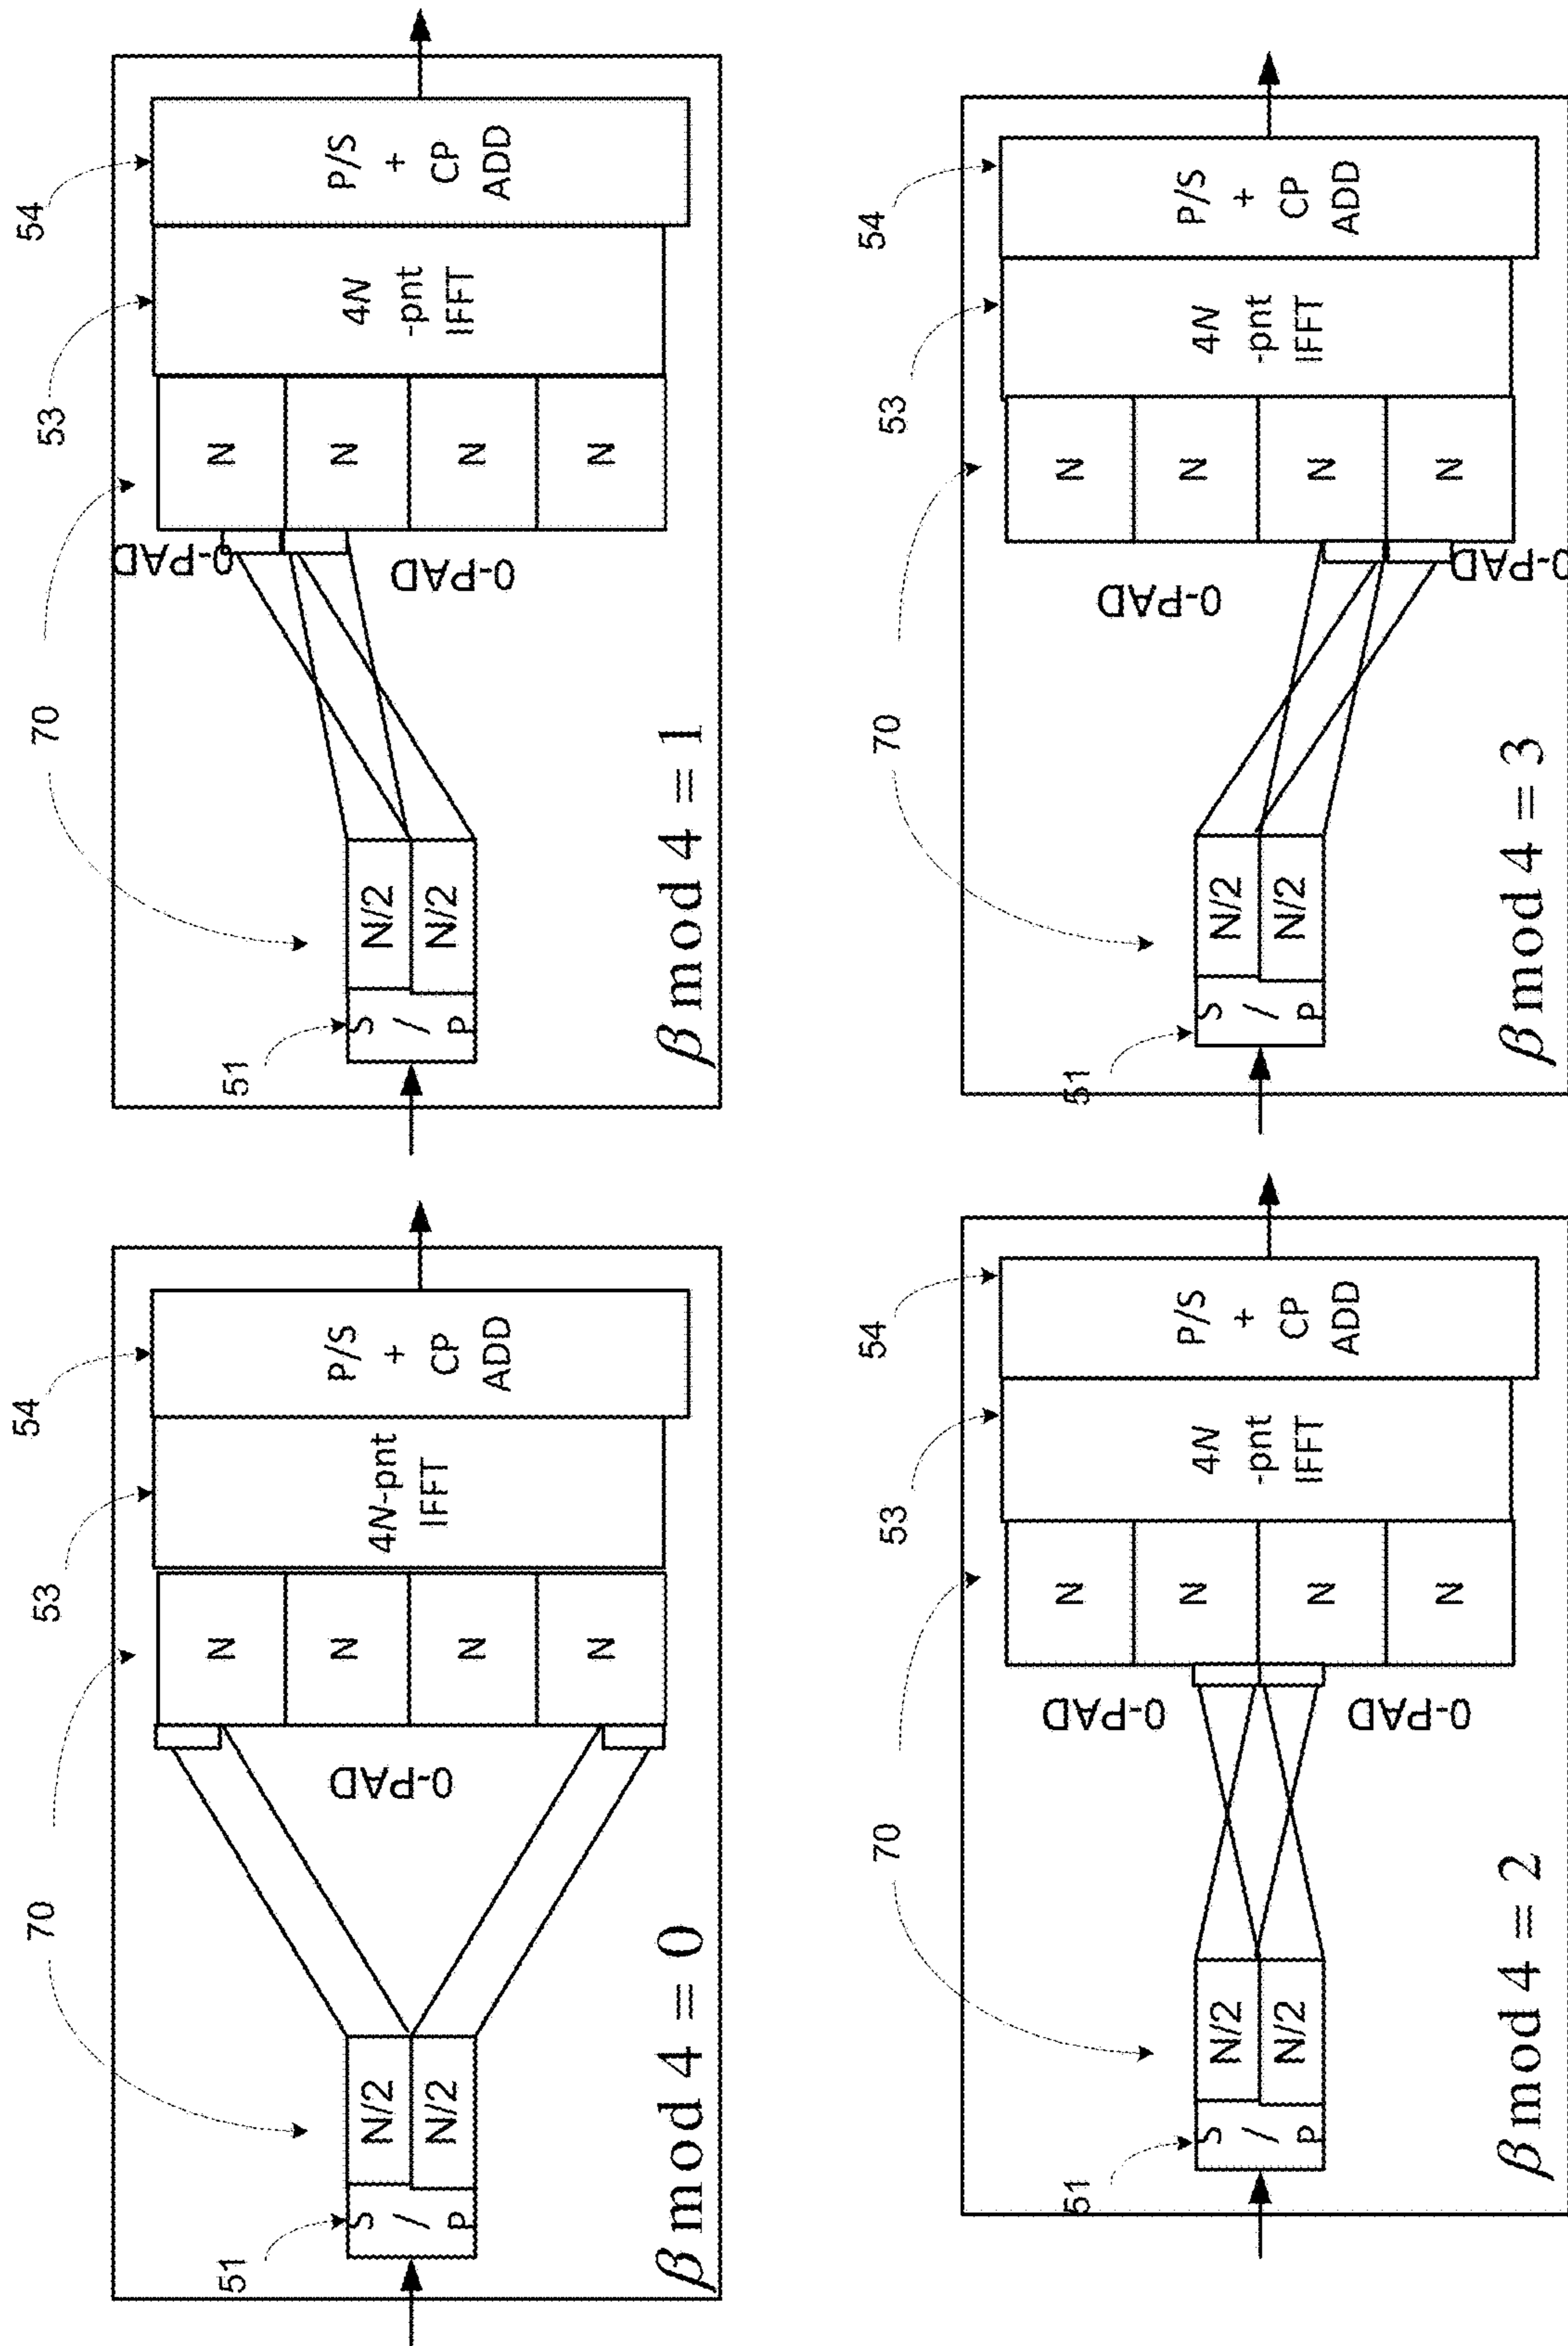 51
70
53
54
S
/
P
N/2
N/2
0-PAD
N
N
N
N
4N-pnt
IFFT
P/S
+
CP
ADD
β mod 4 = 0
51
70
53
54
S
/
P
N/2
N/2
0-PAD
0-PAD
N
N
N
N
4N
-pnt
IFFT
P/S
+
CP
ADD
β mod 4 = 1
51
70
53
54
S
/
P
N/2
N/2
0-PAD
0-PAD
N
N
N
N
4N
-pnt
IFFT
P/S
+
CP
ADD
β mod 4 = 2
51
70
53
54
S
/
P
N/2
N/2
0-PAD
0-PAD
N
N
N
N
4N
-pnt
IFFT
P/S
+
CP
ADD
β mod 4 = 3